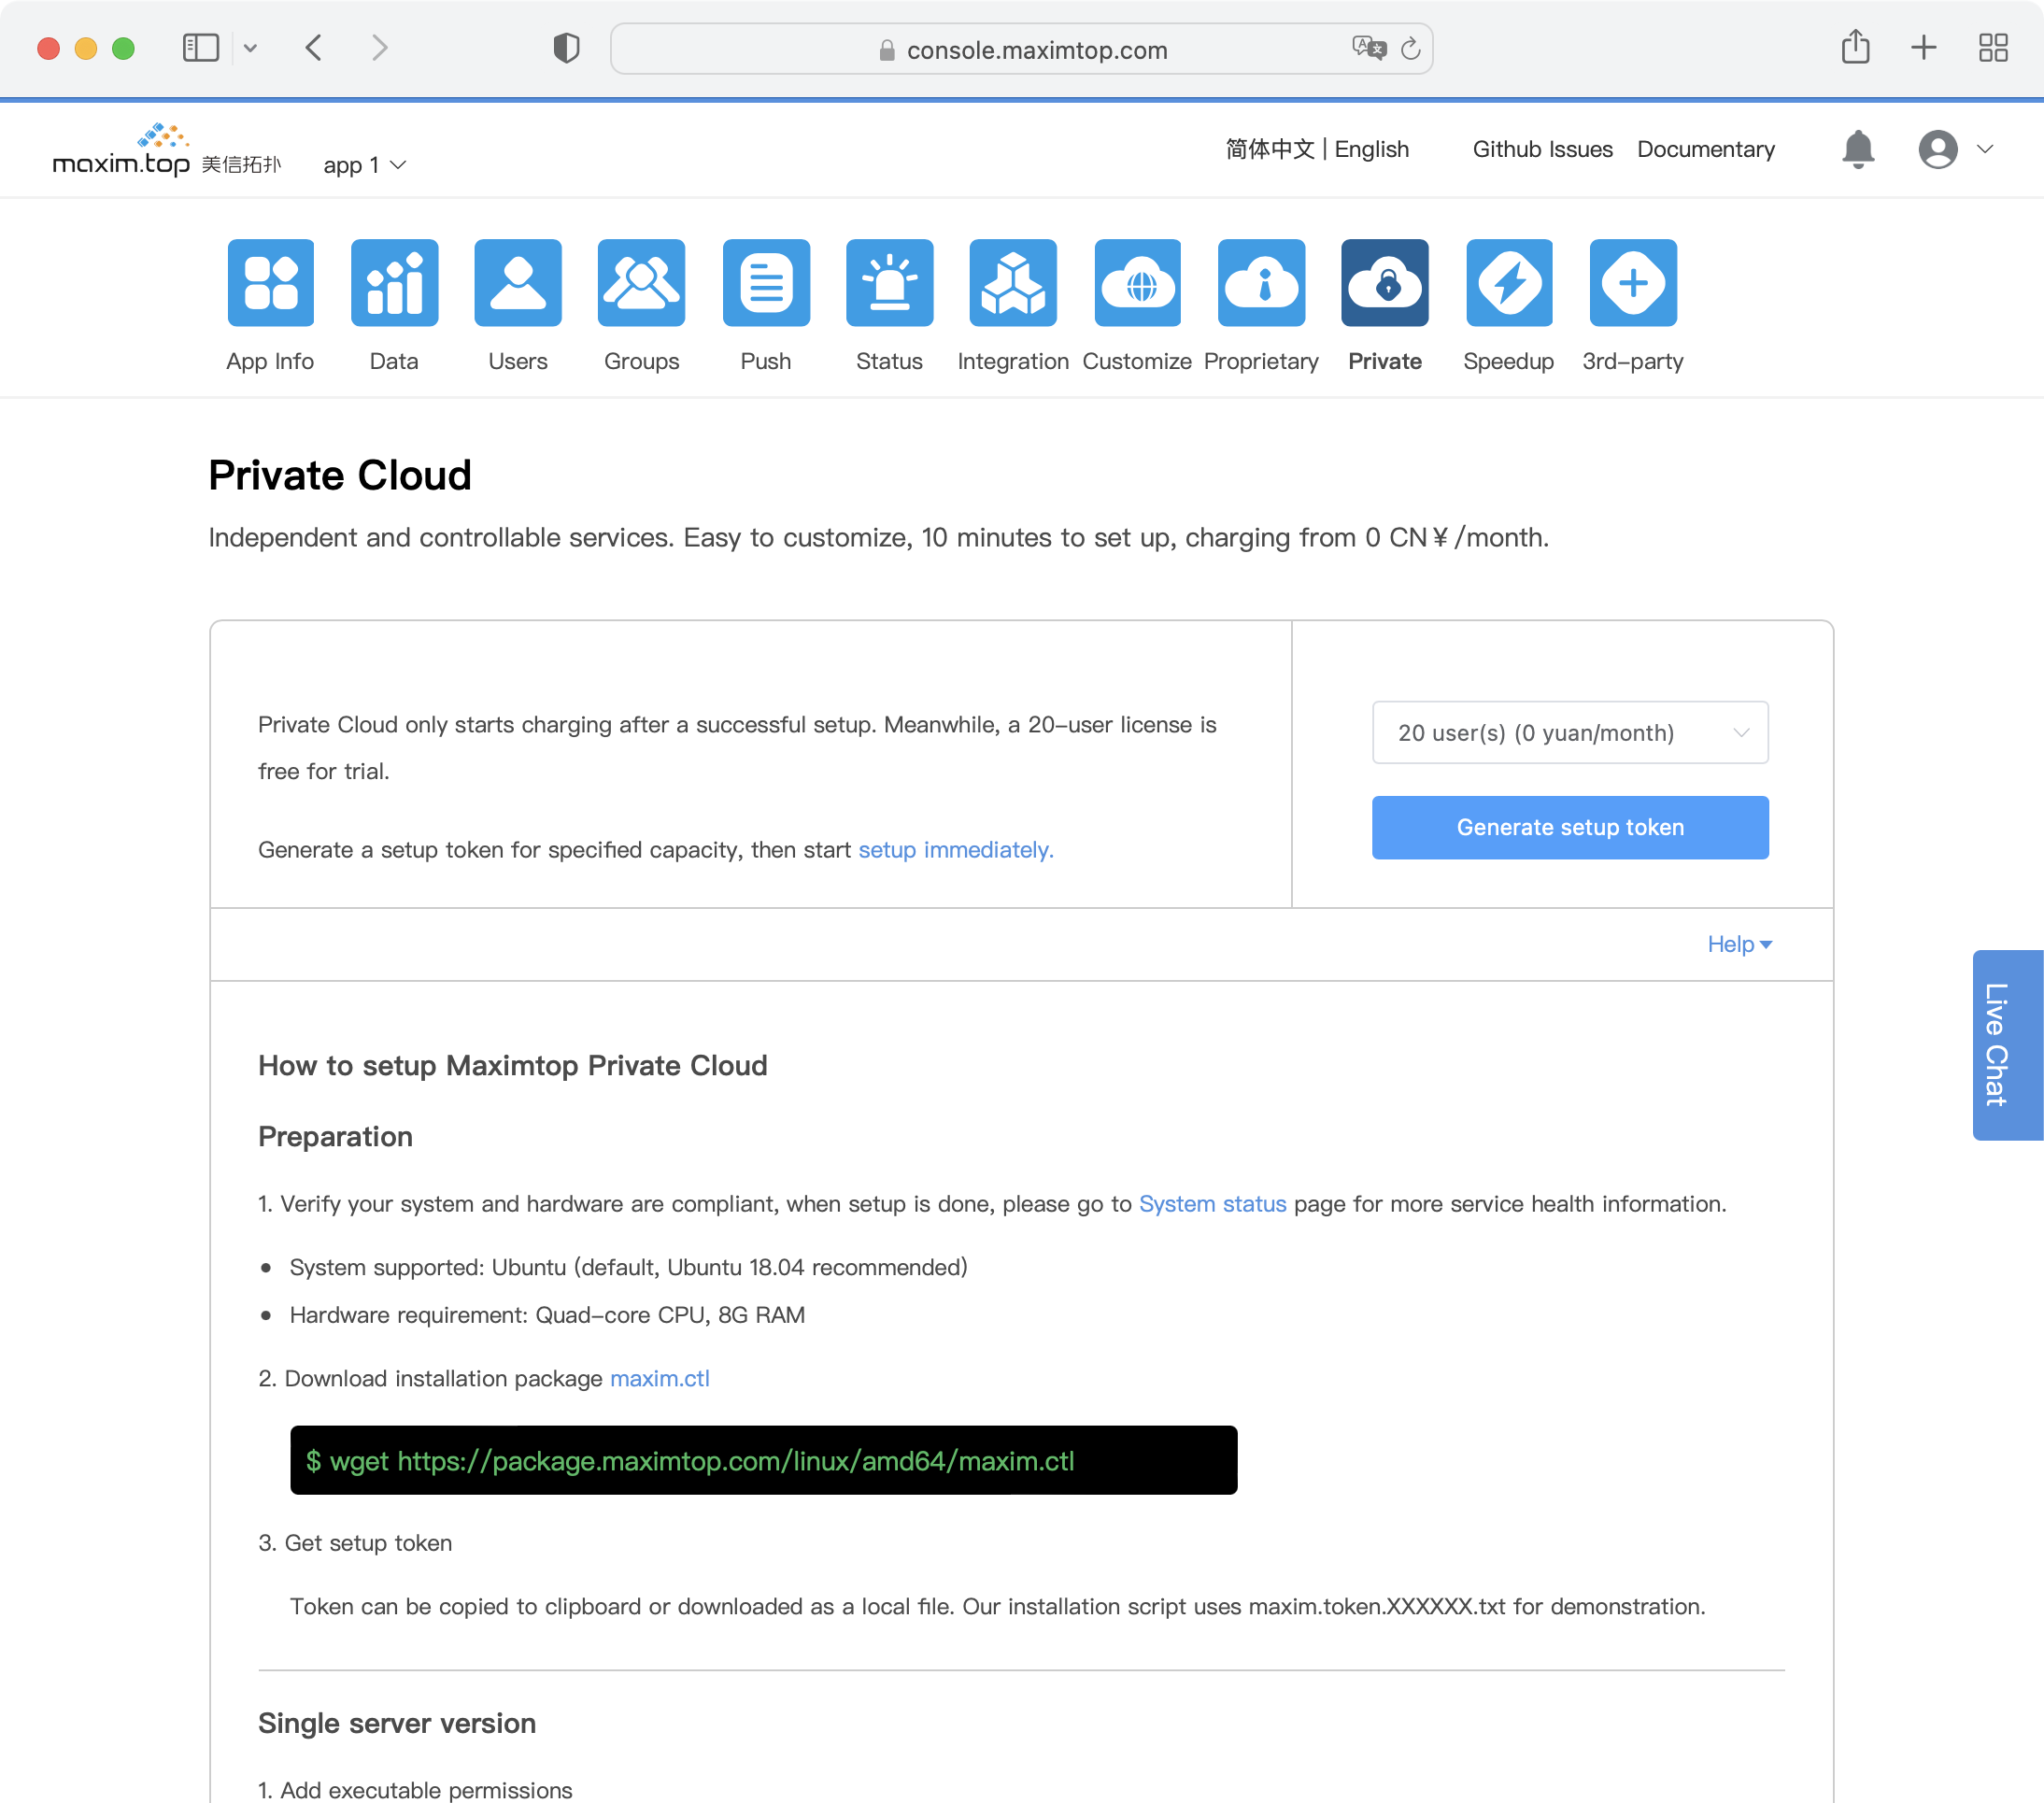 console.maximtop.com
maxim.top 美信拓扑
app 1
简体中文 | English
Github Issues
Documentary
App Info
Data
Users
Groups
Push
Status
Integration
Customize
Proprietary
Private
Speedup
3rd-party
Private Cloud
Independent and controllable services. Easy to customize, 10 minutes to set up, charging from 0 CN¥/month.
Private Cloud only starts charging after a successful setup. Meanwhile, a 20-user license is
free for trial.
Generate a setup token for specified capacity, then start setup immediately.
20 user(s) (0 yuan/month)
Generate setup token
Help
Live Chat
How to setup Maximtop Private Cloud
Preparation
1. Verify your system and hardware are compliant, when setup is done, please go to System status page for more service health information.
• System supported: Ubuntu (default, Ubuntu 18.04 recommended)
• Hardware requirement: Quad-core CPU, 8G RAM
2. Download installation package maxim.ctl
$ wget https://package.maximtop.com/linux/amd64/maxim.ctl
3. Get setup token
Token can be copied to clipboard or downloaded as a local file. Our installation script uses maxim.token.XXXXXX.txt for demonstration.
Single server version
1. Add executable permissions